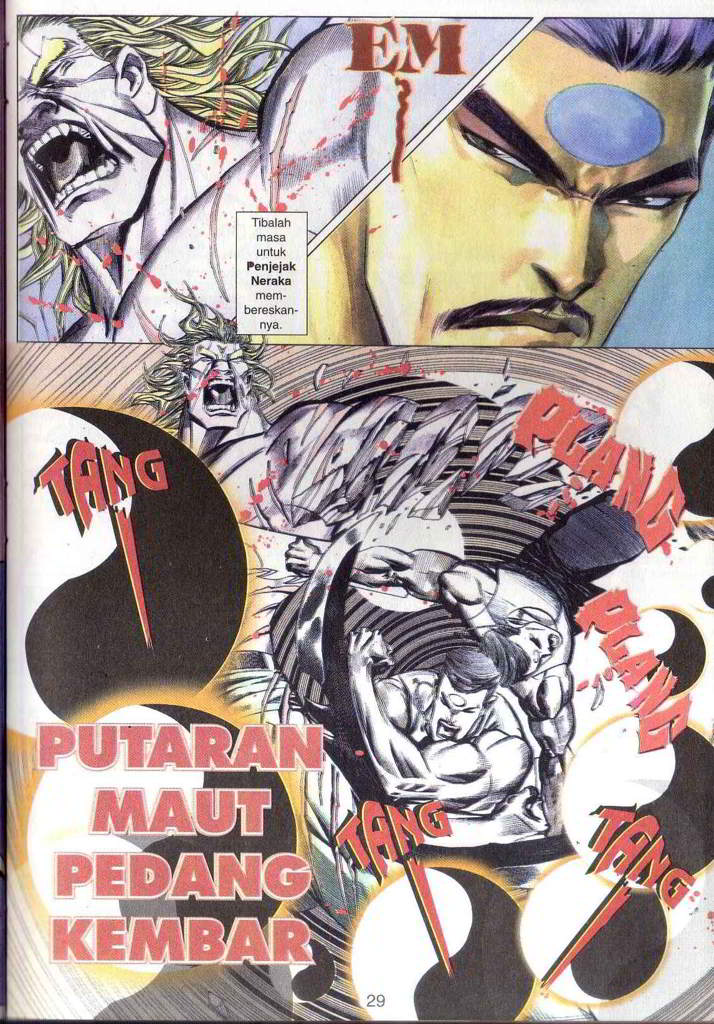 EM
Tibalah
masa
untuk
Penjejak
Neraka
mem-
bereskan-
nya.
TANG
PLANG
PLANG
PUTARAN
MAUT
PEDANG
KEMBAR
TANG
TANG
29